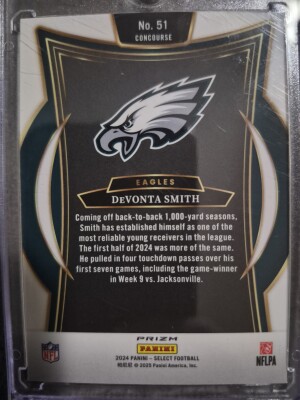 No. 51
CONCOURSE
EAGLES
DEVONTA SMITH
Coming off back-to-back 1,000-yard seasons,
Smith has established himself as one of the
most reliable young receivers in the league.
The first half of 2024 was more of the same.
He pulled in four touchdown passes over his
first seven games, including the game-winner
in Week 9 vs. Jacksonville.
PRIZM
PANINI
NFL
NFLPA
2024 PANINI – SELECT FOOTBALL
© 2025 Panini America, Inc.